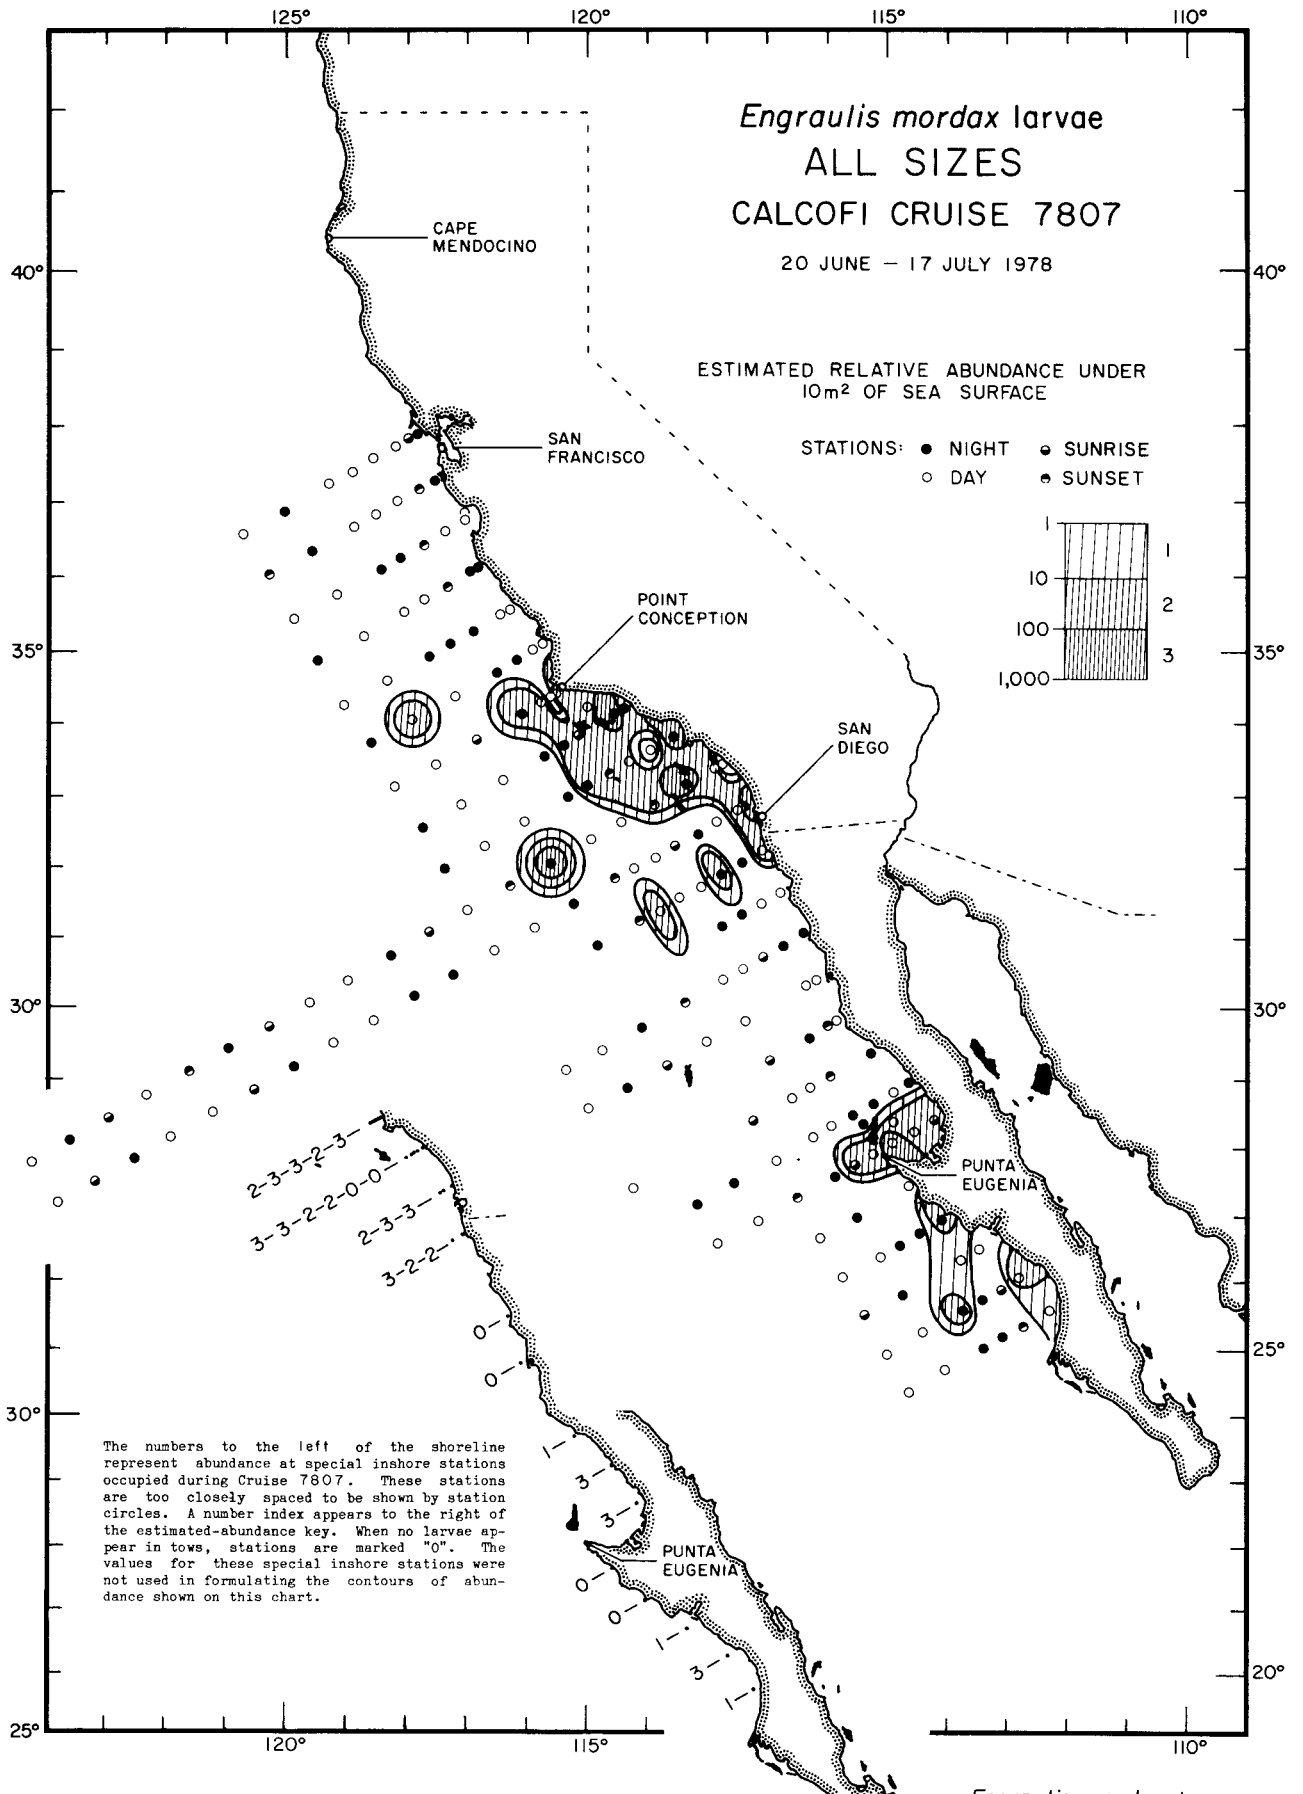 125° 120° 115° 110°
Engraulis mordax larvae
ALL SIZES
CALCOFI CRUISE 7807
20 JUNE — 17 JULY 1978
CAPE
MENDOCINO
40° 40°
ESTIMATED RELATIVE ABUNDANCE UNDER
10m² OF SEA SURFACE
STATIONS: ● NIGHT SUNRISE
○ DAY SUNSET
SAN
FRANCISCO
1
1
10
2
100
3
1,000
POINT
CONCEPTION
35° 35°
SAN
DIEGO
30° 30°
PUNTA
EUGENIA
2-3-3-2-3
3-3-2-2-0-0
2-3-3
3-2-2
0
0
25°
30°
1
3
3
The numbers to the left of the shoreline
represent abundance at special inshore stations
occupied during Cruise 7807. These stations
are too closely spaced to be shown by station
circles. A number index appears to the right of
the estimated-abundance key. When no larvae ap-
pear in tows, stations are marked "0". The
values for these special inshore stations were
not used in formulating the contours of abun-
dance shown on this chart.
PUNTA
EUGENIA
0
0
1
3
1
20°
25°
120° 115° 110°